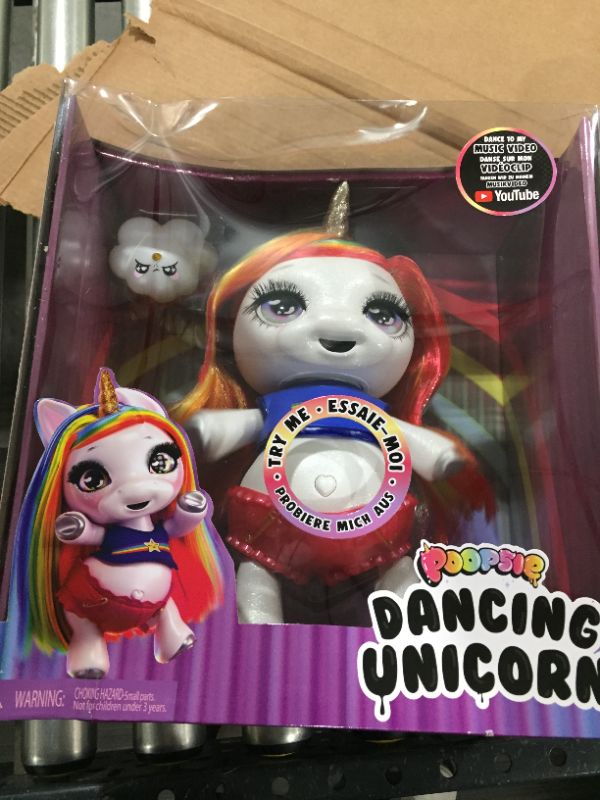 DANCE TO MY
MUSIC VIDEO
DANSE SUR MON
VIDÉOCLIP
MUSIKVIDEO
YouTube
TRY ME • ESSAIE-MOI • PROBIERE MICH AUS •
POOPSIE
DANCING
UNICORN
WARNING: CHOKING HAZARD-Small parts.
Not for children under 3 years.